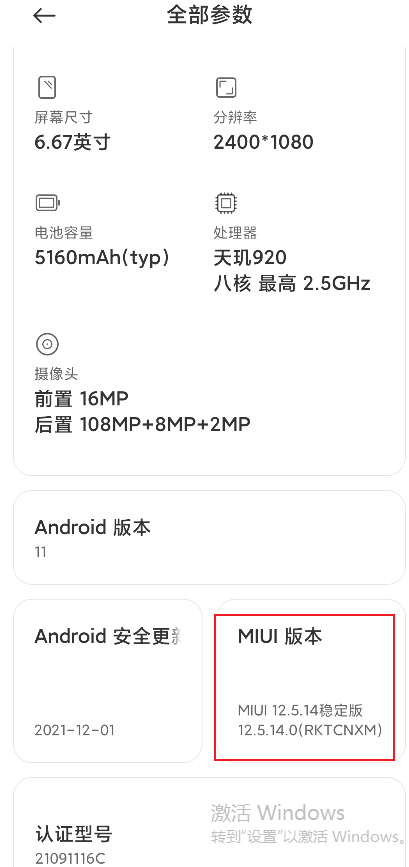 全部参数
屏幕尺寸
6.67英寸
分辨率
2400*1080
电池容量
5160mAh(typ)
处理器
天玑920
八核 最高 2.5GHz
摄像头
前置 16MP
后置 108MP+8MP+2MP
Android 版本
11
Android 安全更新
2021-12-01
MIUI 版本
MIUI 12.5.14稳定版
12.5.14.0(RKTCNXM)
认证型号
21091116C
激活 Windows
转到“设置”以激活 Windows。